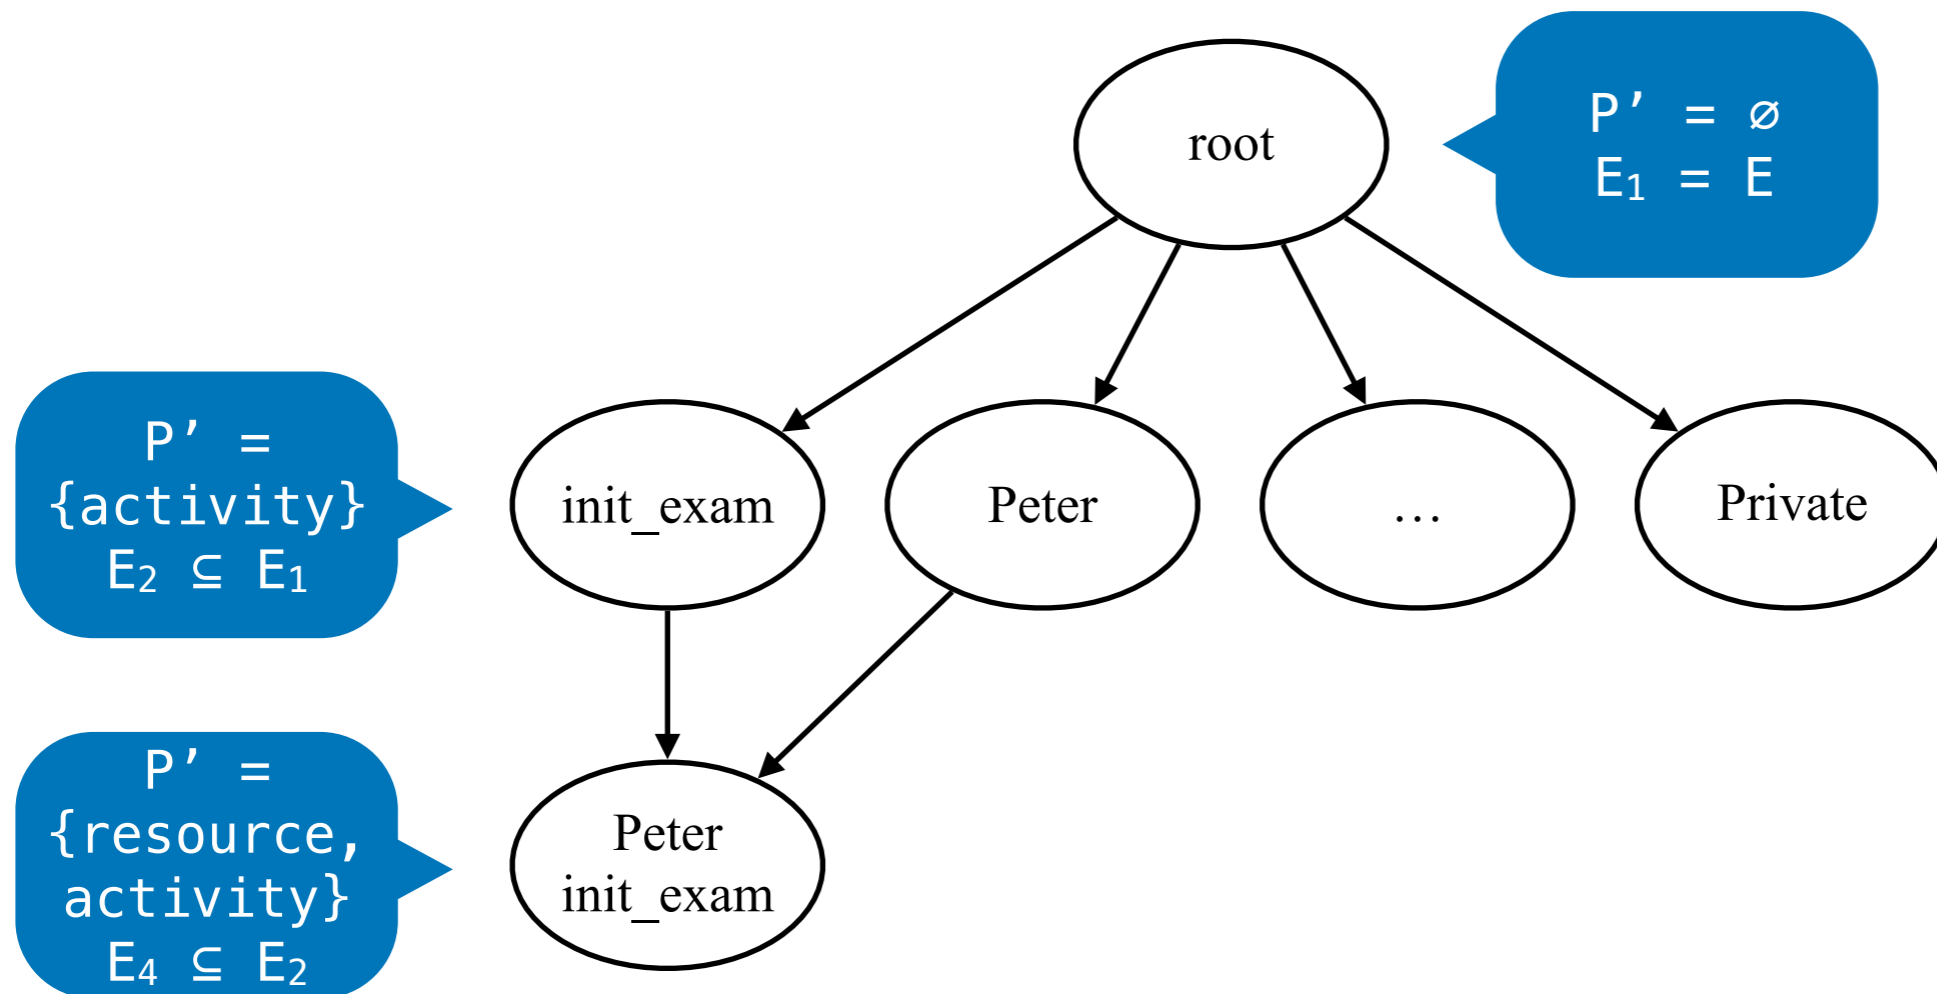 root
P’ = ∅
E₁ = E
P’ =
{activity}
E₂ ⊆ E₁
init_exam
Peter
…
Private
P’ =
{resource,
activity}
E₄ ⊆ E₂
Peter
init_exam